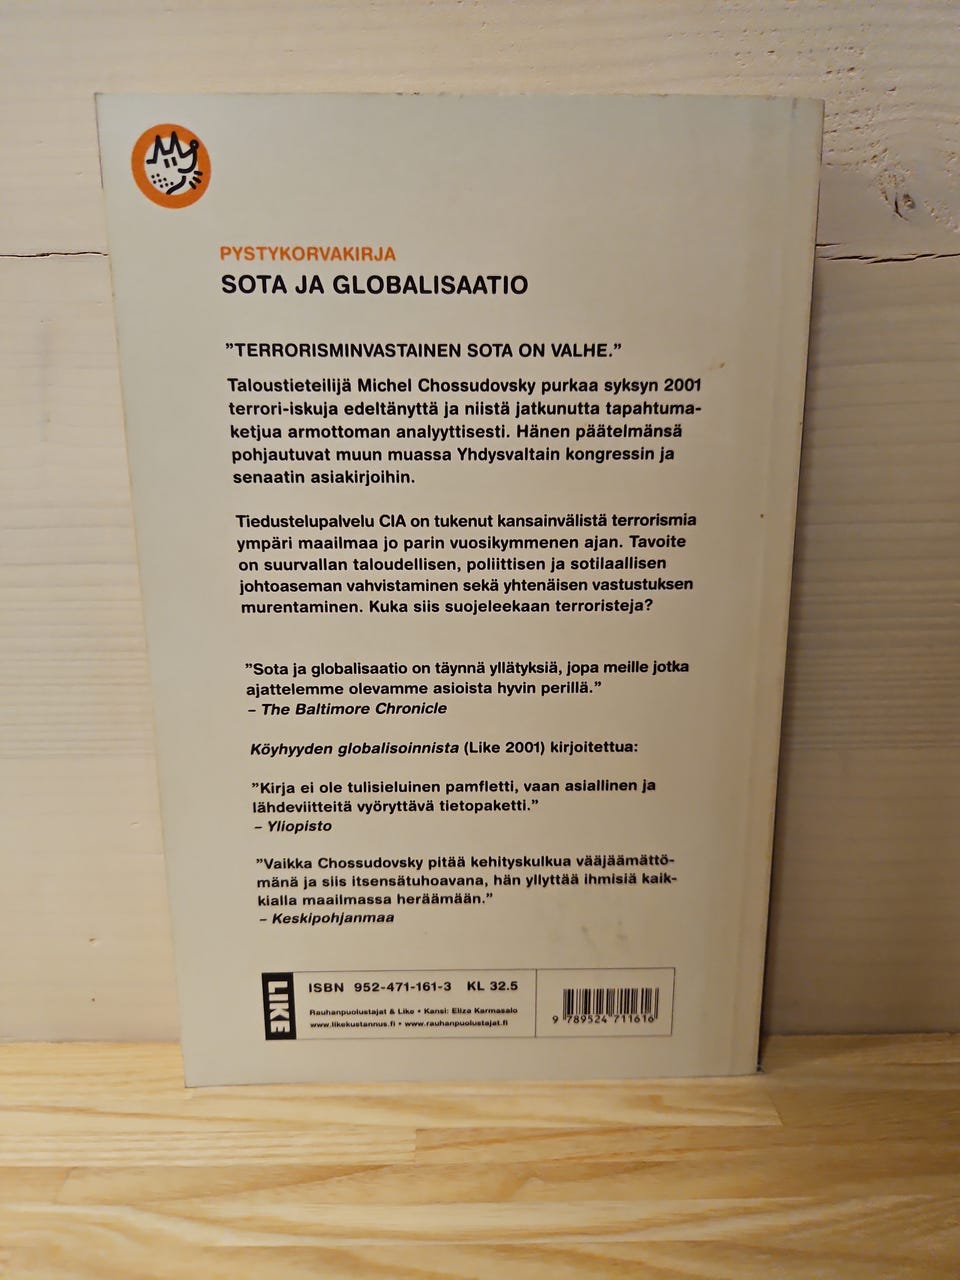 PYSTYKORVAKIRJA
SOTA JA GLOBALISAATIO
”TERRORISMINVASTAINEN SOTA ON VALHE.”
Taloustieteilijä Michel Chossudovsky purkaa syksyn 2001
terrori-iskuja edeltänyttä ja niistä jatkunutta tapahtuma-
ketjua armottoman analyyttisesti. Hänen päätelmänsä
pohjautuvat muun muassa Yhdysvaltain kongressin ja
senaatin asiakirjoihin.
Tiedustelupalvelu CIA on tukenut kansainvälistä terrorismia
ympäri maailmaa jo parin vuosikymmenen ajan. Tavoite
on suurvallan taloudellisen, poliittisen ja sotilaallisen
johtoaseman vahvistaminen sekä yhtenäisen vastustuksen
murentaminen. Kuka siis suojeleekaan terroristeja?
”Sota ja globalisaatio on täynnä yllätyksiä, jopa meille jotka
ajattelemme olevamme asioista hyvin perillä.”
– The Baltimore Chronicle
Köyhyyden globalisoinnista (Like 2001) kirjoitettua:
”Kirja ei ole tulisieluinen pamfletti, vaan asiallinen ja
lähdeviitteitä vyöryttävä tietopaketti.”
– Yliopisto
”Vaikka Chossudovsky pitää kehityskulkua vääjäämättö-
mänä ja siis itsensätuhoavana, hän yllyttää ihmisiä kaik-
kialla maailmassa heräämään.”
– Keskipohjanmaa
LIKE
ISBN 952-471-161-3 KL 32.5
Rauhanpuolustajat & Like • Kansi: Eliza Karmasalo
www.likekustannus.fi • www.rauhanpuolustajat.fi
9 789524 711616